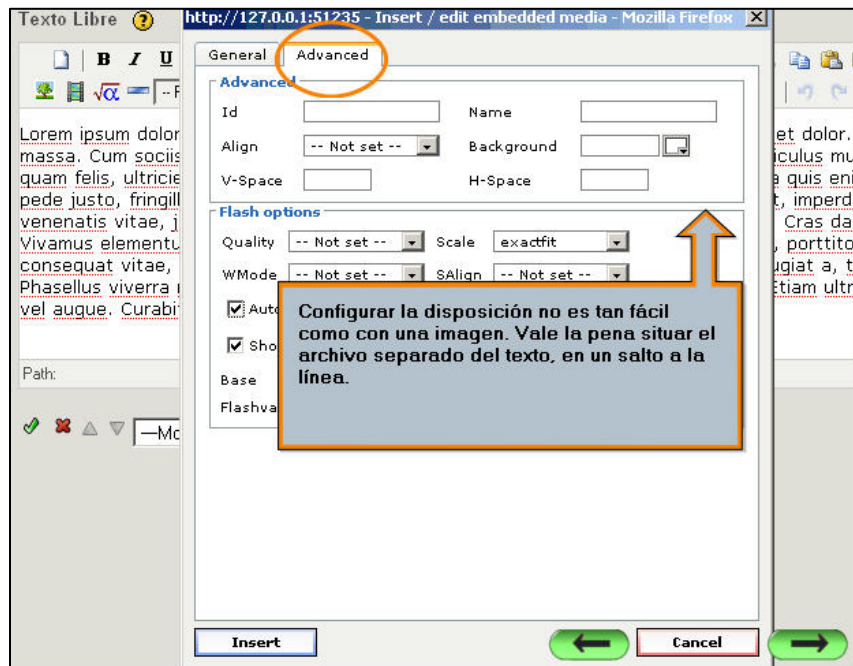 Texto Libre ?
http://127.0.0.1:51235 - Insert / edit embedded media - Mozilla Firefox X
General Advanced
B I U
Advanced
Id Name
Align -- Not set -- Background
V-Space H-Space
Lorem ipsum dolor et dolor.
massa. Cum sociis iculus mu
quam felis, ultricie quis eni
pede justo, fringill imperd
venenatis vitae, j Cras da
Vivamus elementu porttito
consequat vitae, ugiat a, t
Phasellus viverra Etiam ultr
vel augue. Curabi
Flash options
Quality -- Not set -- Scale exactfit
WMode -- Not set -- SAlign -- Not set --
Auto
Sho
Base
Flashva
Configurar la disposición no es tan fácil
como con una imagen. Vale la pena situar el
archivo separado del texto, en un salto a la
línea.
Path:
—Mo
Insert Cancel